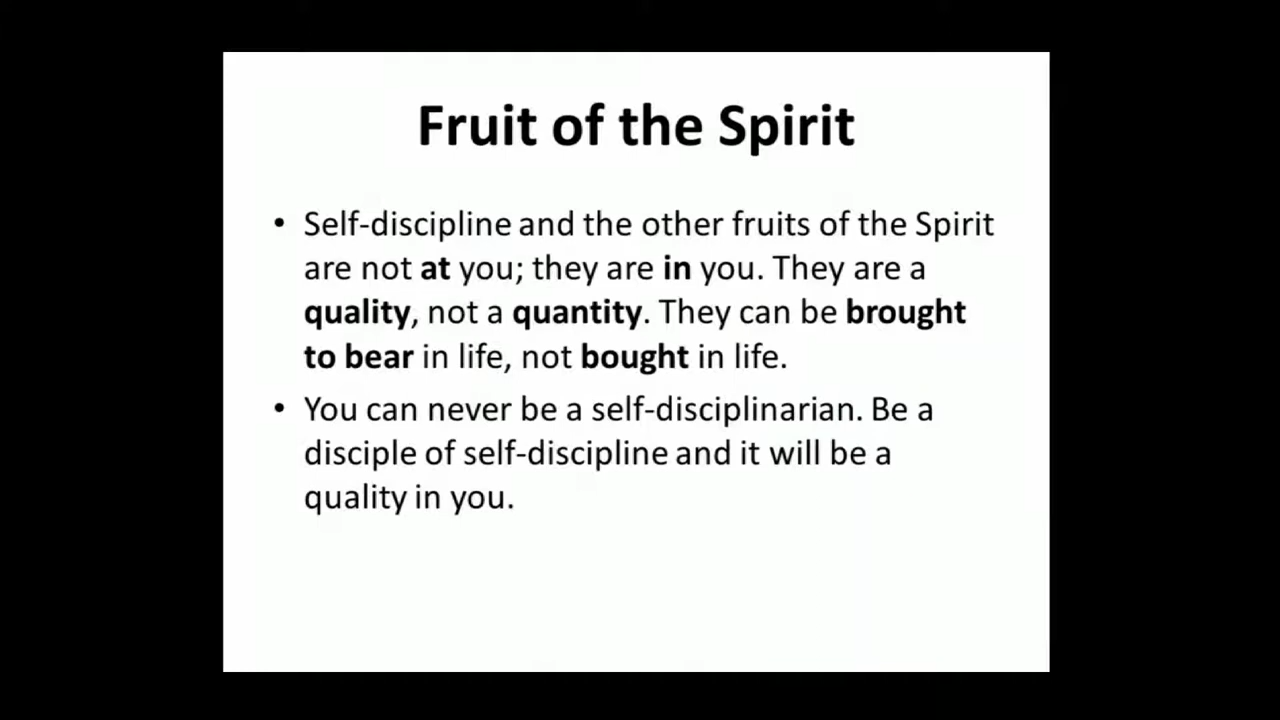 Fruit of the Spirit
• Self-discipline and the other fruits of the Spirit
are not at you; they are in you. They are a
quality, not a quantity. They can be brought
to bear in life, not bought in life.
• You can never be a self-disciplinarian. Be a
disciple of self-discipline and it will be a
quality in you.